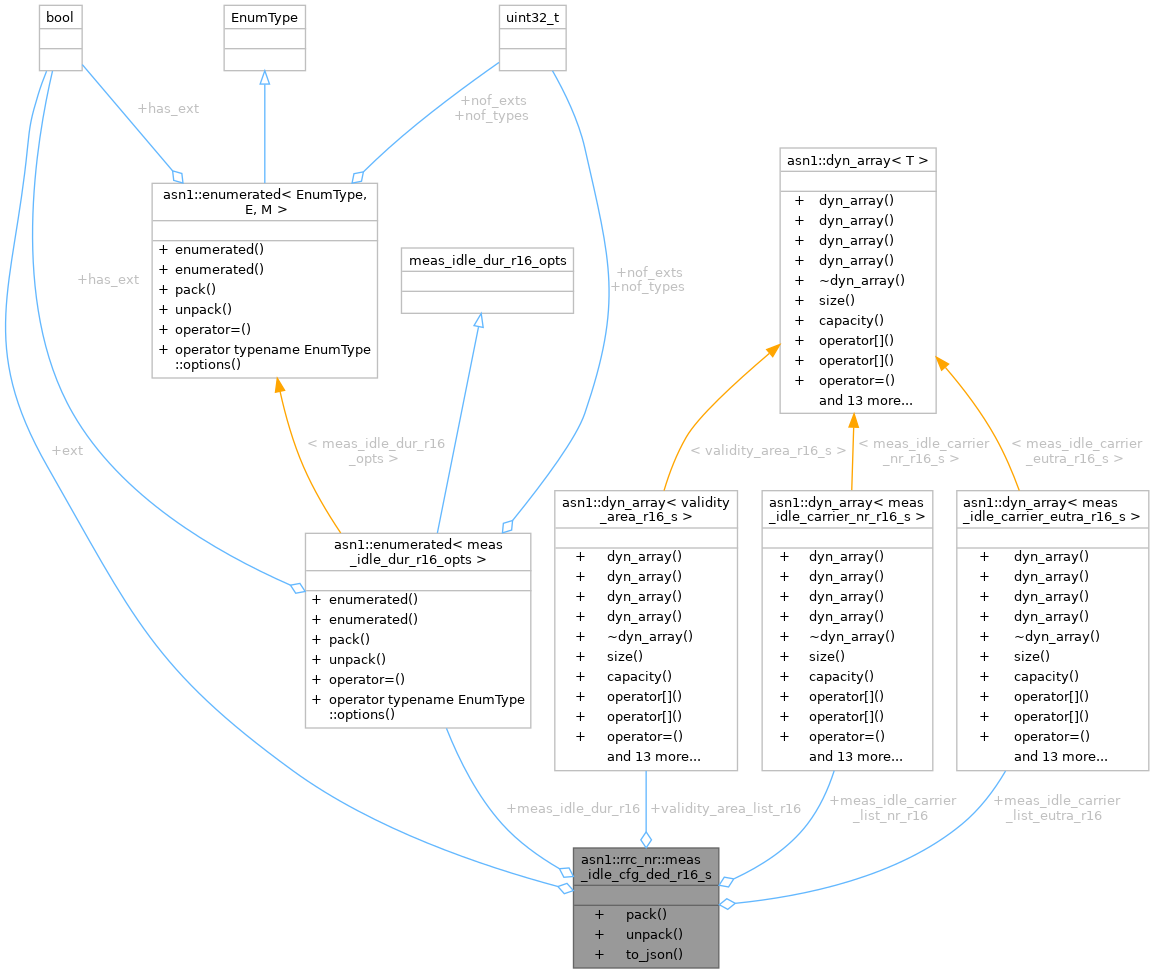 bool
EnumType
uint32_t
+has_ext
+nof_exts
+nof_types
asn1::enumerated< EnumType,
E, M >
+ enumerated()
+ enumerated()
+ pack()
+ unpack()
+ operator=()
+ operator typename EnumType
::options()
asn1::dyn_array< T >
+ dyn_array()
+ dyn_array()
+ dyn_array()
+ dyn_array()
+ ~dyn_array()
+ size()
+ capacity()
+ operator[]()
+ operator[]()
+ operator=()
and 13 more...
meas_idle_dur_r16_opts
+has_ext
+nof_exts
+nof_types
+ext
< meas_idle_dur_r16
_opts >
< validity_area_r16_s >
< meas_idle_carrier
_nr_r16_s >
< meas_idle_carrier
_eutra_r16_s >
asn1::enumerated< meas
_idle_dur_r16_opts >
+ enumerated()
+ enumerated()
+ pack()
+ unpack()
+ operator=()
+ operator typename EnumType
::options()
asn1::dyn_array< validity
_area_r16_s >
+ dyn_array()
+ dyn_array()
+ dyn_array()
+ dyn_array()
+ ~dyn_array()
+ size()
+ capacity()
+ operator[]()
+ operator[]()
+ operator=()
and 13 more...
asn1::dyn_array< meas
_idle_carrier_nr_r16_s >
+ dyn_array()
+ dyn_array()
+ dyn_array()
+ dyn_array()
+ ~dyn_array()
+ size()
+ capacity()
+ operator[]()
+ operator[]()
+ operator=()
and 13 more...
asn1::dyn_array< meas
_idle_carrier_eutra_r16_s >
+ dyn_array()
+ dyn_array()
+ dyn_array()
+ dyn_array()
+ ~dyn_array()
+ size()
+ capacity()
+ operator[]()
+ operator[]()
+ operator=()
and 13 more...
+meas_idle_dur_r16
+validity_area_list_r16
+meas_idle_carrier
_list_nr_r16
+meas_idle_carrier
_list_eutra_r16
asn1::rrc_nr::meas
_idle_cfg_ded_r16_s
+ pack()
+ unpack()
+ to_json()